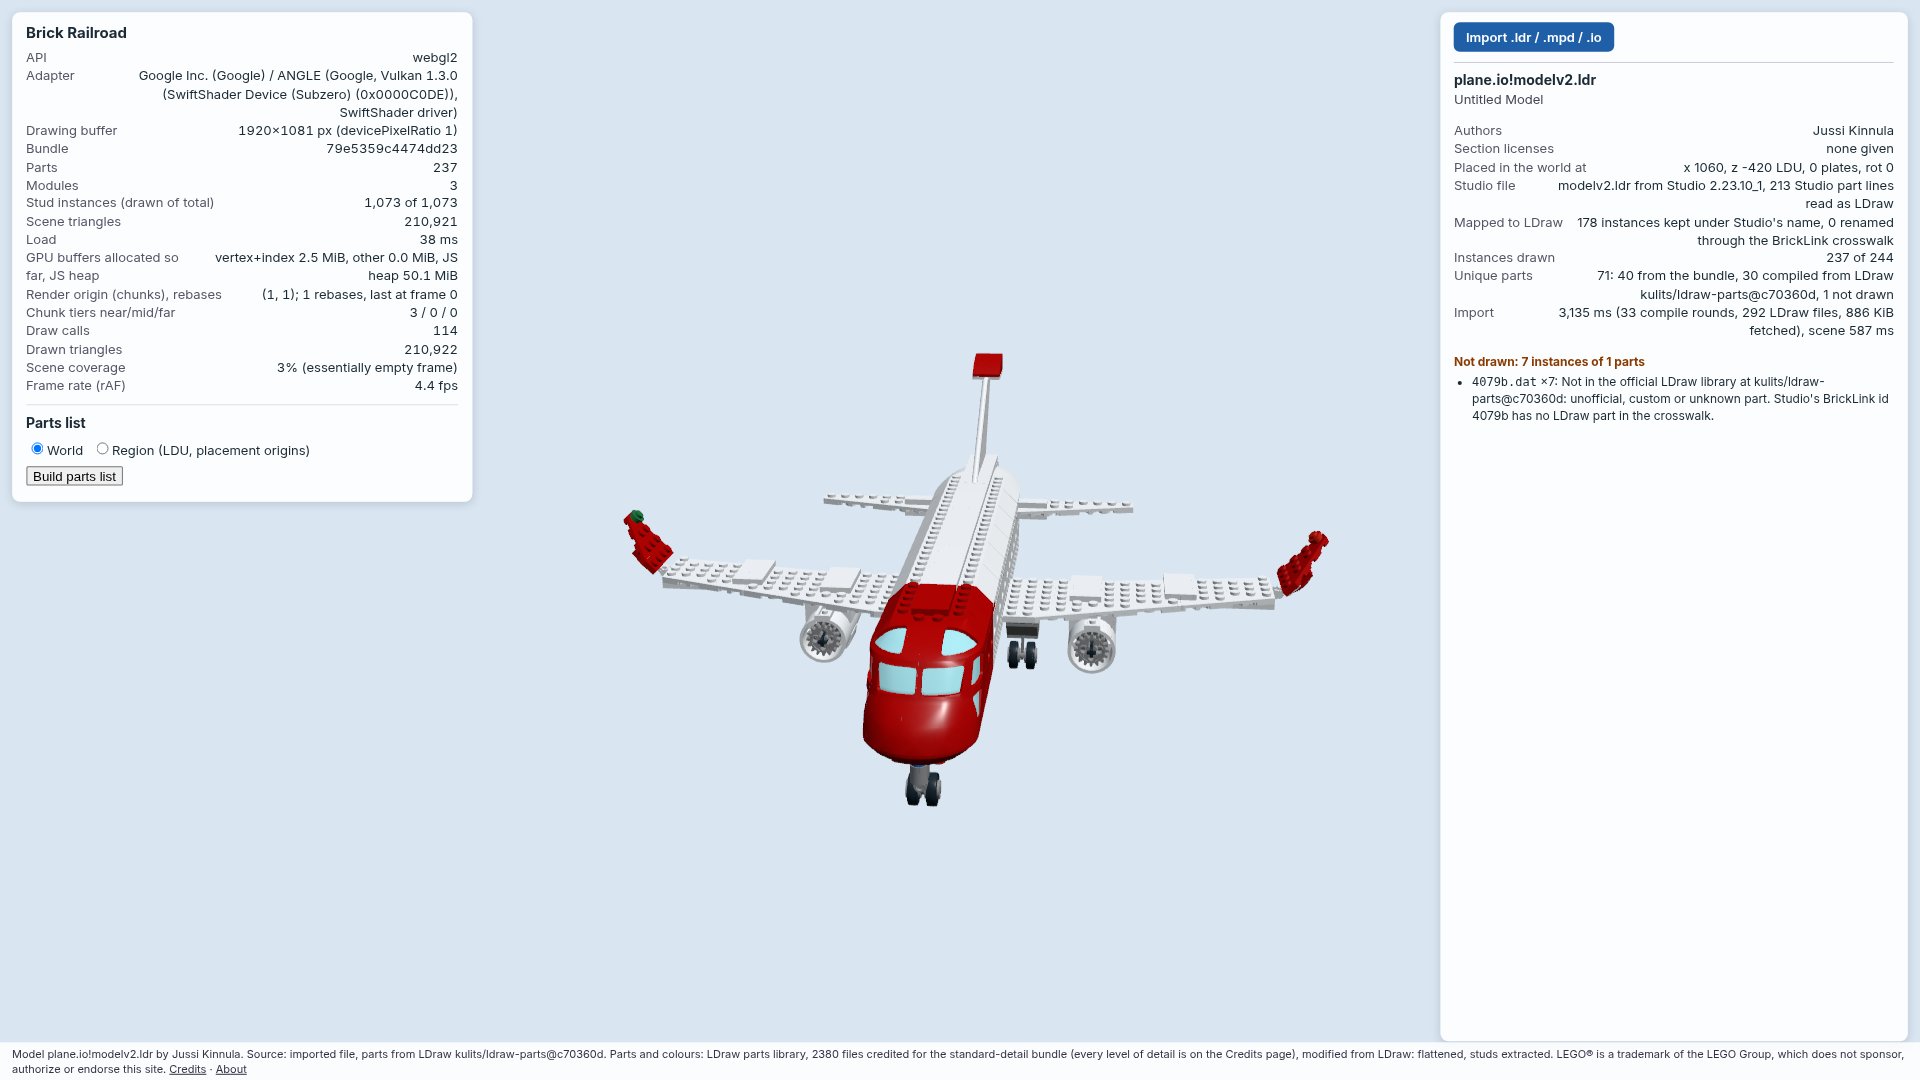 Brick Railroad
API webgl2
Adapter Google Inc. (Google) / ANGLE (Google, Vulkan 1.3.0
(SwiftShader Device (Subzero) (0x0000C0DE)),
SwiftShader driver)
Drawing buffer 1920×1081 px (devicePixelRatio 1)
Bundle 79e5359c4474dd23
Parts 237
Modules 3
Stud instances (drawn of total) 1,073 of 1,073
Scene triangles 210,921
Load 38 ms
GPU buffers allocated so vertex+index 2.5 MiB, other 0.0 MiB, JS
far, JS heap heap 50.1 MiB
Render origin (chunks), rebases (1, 1); 1 rebases, last at frame 0
Chunk tiers near/mid/far 3 / 0 / 0
Draw calls 114
Drawn triangles 210,922
Scene coverage 3% (essentially empty frame)
Frame rate (rAF) 4.4 fps
Parts list
World Region (LDU, placement origins)
Build parts list
Import .ldr / .mpd / .io
plane.io!modelv2.ldr
Untitled Model
Authors Jussi Kinnula
Section licenses none given
Placed in the world at x 1060, z -420 LDU, 0 plates, rot 0
Studio file modelv2.ldr from Studio 2.23.10_1, 213 Studio part lines
read as LDraw
Mapped to LDraw 178 instances kept under Studio's name, 0 renamed
through the BrickLink crosswalk
Instances drawn 237 of 244
Unique parts 71: 40 from the bundle, 30 compiled from LDraw
kulits/ldraw-parts@c70360d, 1 not drawn
Import 3,135 ms (33 compile rounds, 292 LDraw files, 886 KiB
fetched), scene 587 ms
Not drawn: 7 instances of 1 parts
• 4079b.dat ×7: Not in the official LDraw library at kulits/ldraw-
parts@c70360d: unofficial, custom or unknown part. Studio's BrickLink id
4079b has no LDraw part in the crosswalk.
Model plane.io!modelv2.ldr by Jussi Kinnula. Source: imported file, parts from LDraw kulits/ldraw-parts@c70360d. Parts and colours: LDraw parts library, 2380 files credited for the standard-detail bundle (every level of detail is on the Credits page), modified from LDraw: flattened, studs extracted. LEGO® is a trademark of the LEGO Group, which does not sponsor,
authorize or endorse this site. Credits · About